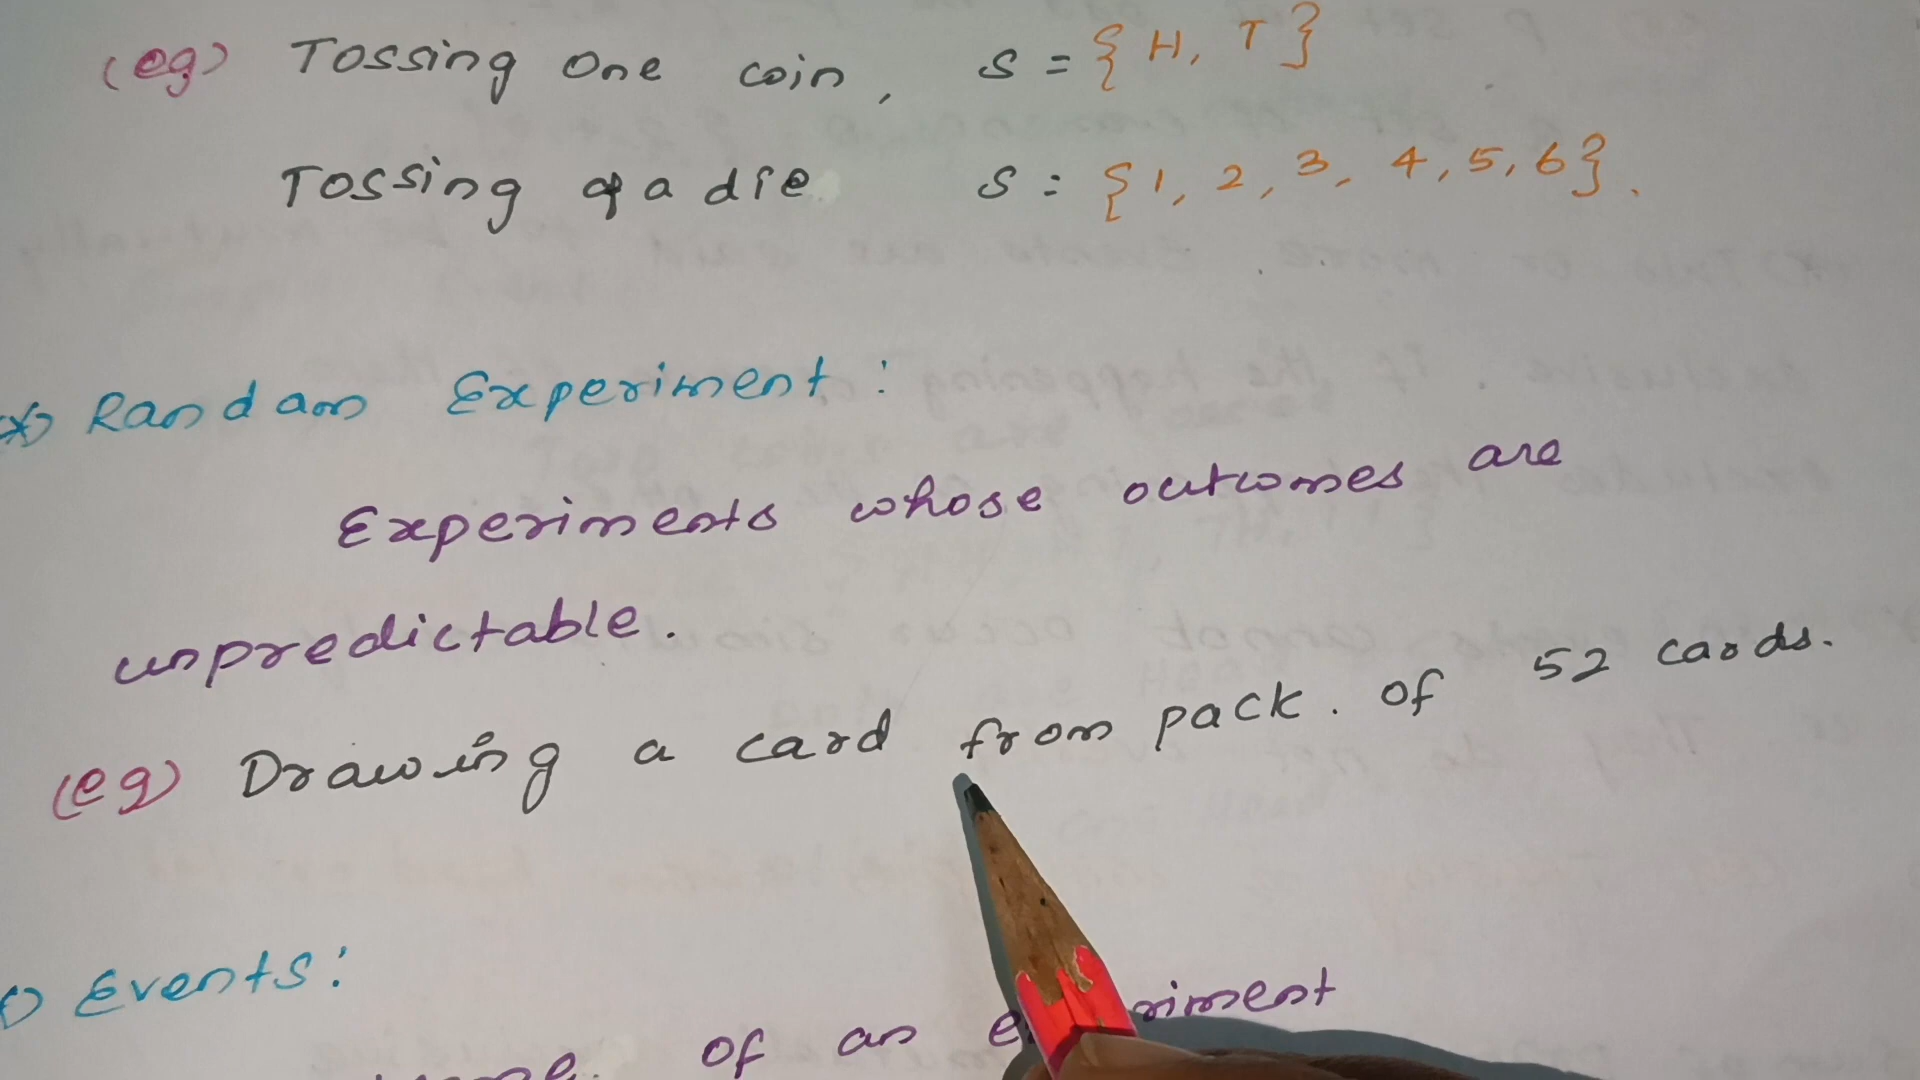 (eg) Tossing one coin, S = {H, T}
Tossing of a die S = {1, 2, 3, 4, 5, 6}.
*) Random Experiment:
Experiments whose outcomes are
unpredictable.
(eg) Drawing a card from pack. of 52 cards.
Events:
of an